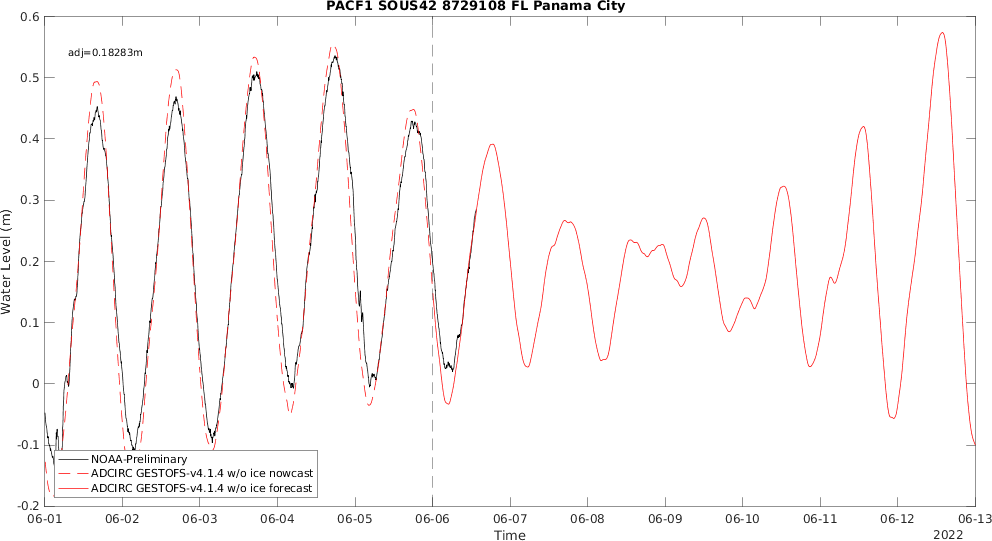 PACF1 SOUS42 8729108 FL Panama City
adj=0.18283m
Water Level (m)
0.6
0.5
0.4
0.3
0.2
0.1
0
-0.1
-0.2
NOAA-Preliminary
ADCIRC GESTOFS-v4.1.4 w/o ice nowcast
ADCIRC GESTOFS-v4.1.4 w/o ice forecast
06-01 06-02 06-03 06-04 06-05 06-06 06-07 06-08 06-09 06-10 06-11 06-12 06-13
Time
2022